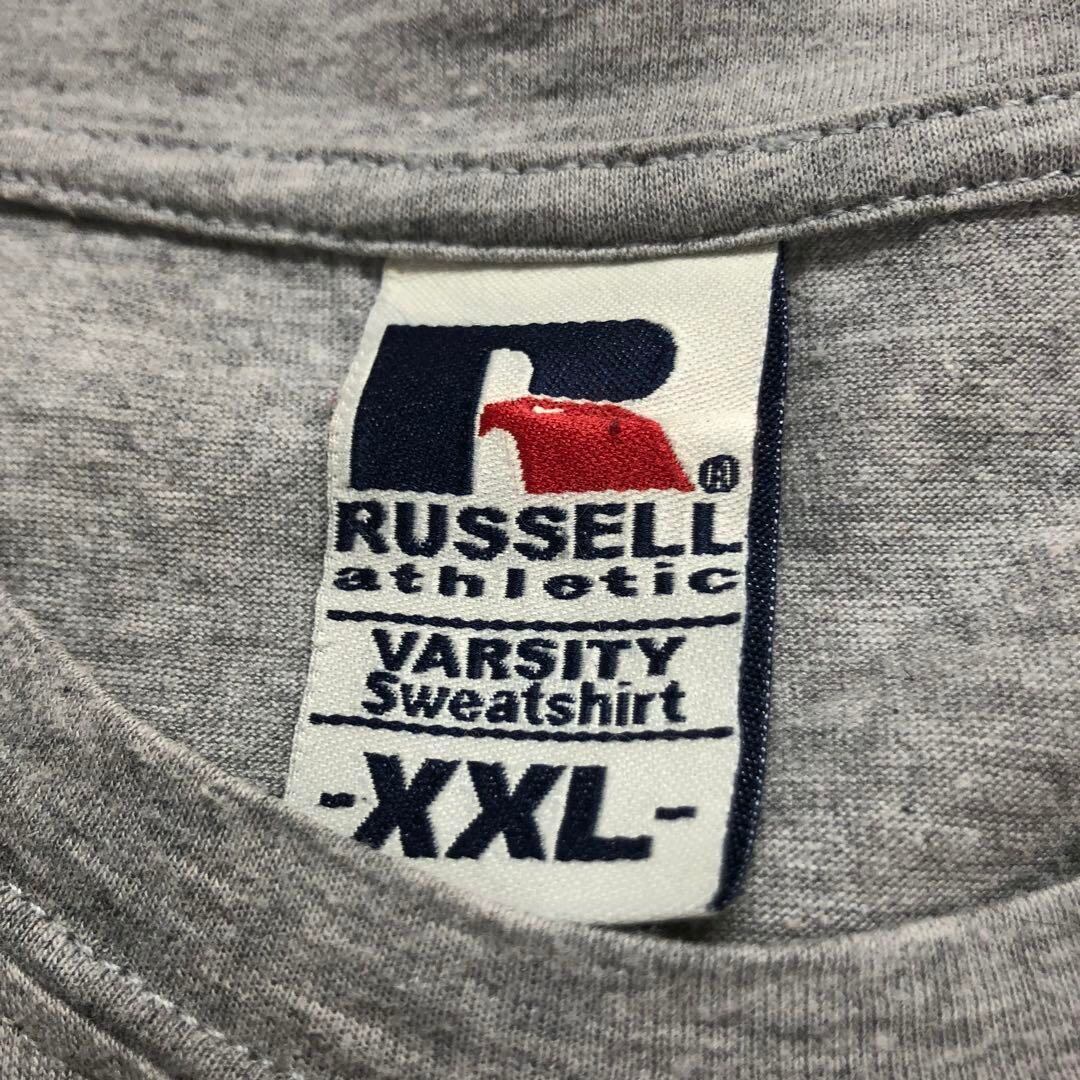 R
®
RUSSELL
athletic
VARSITY
Sweatshirt
-XXL-